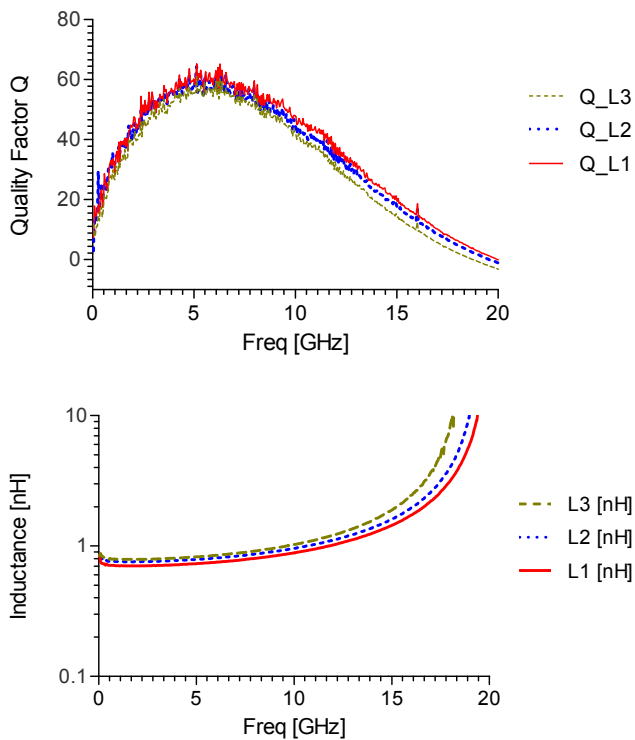 80
60
40
20
0
Quality Factor Q
0 5 10 15 20
Freq [GHz]
Q_L3
Q_L2
Q_L1
10
1
0.1
Inductance [nH]
0 5 10 15 20
Freq [GHz]
L3 [nH]
L2 [nH]
L1 [nH]